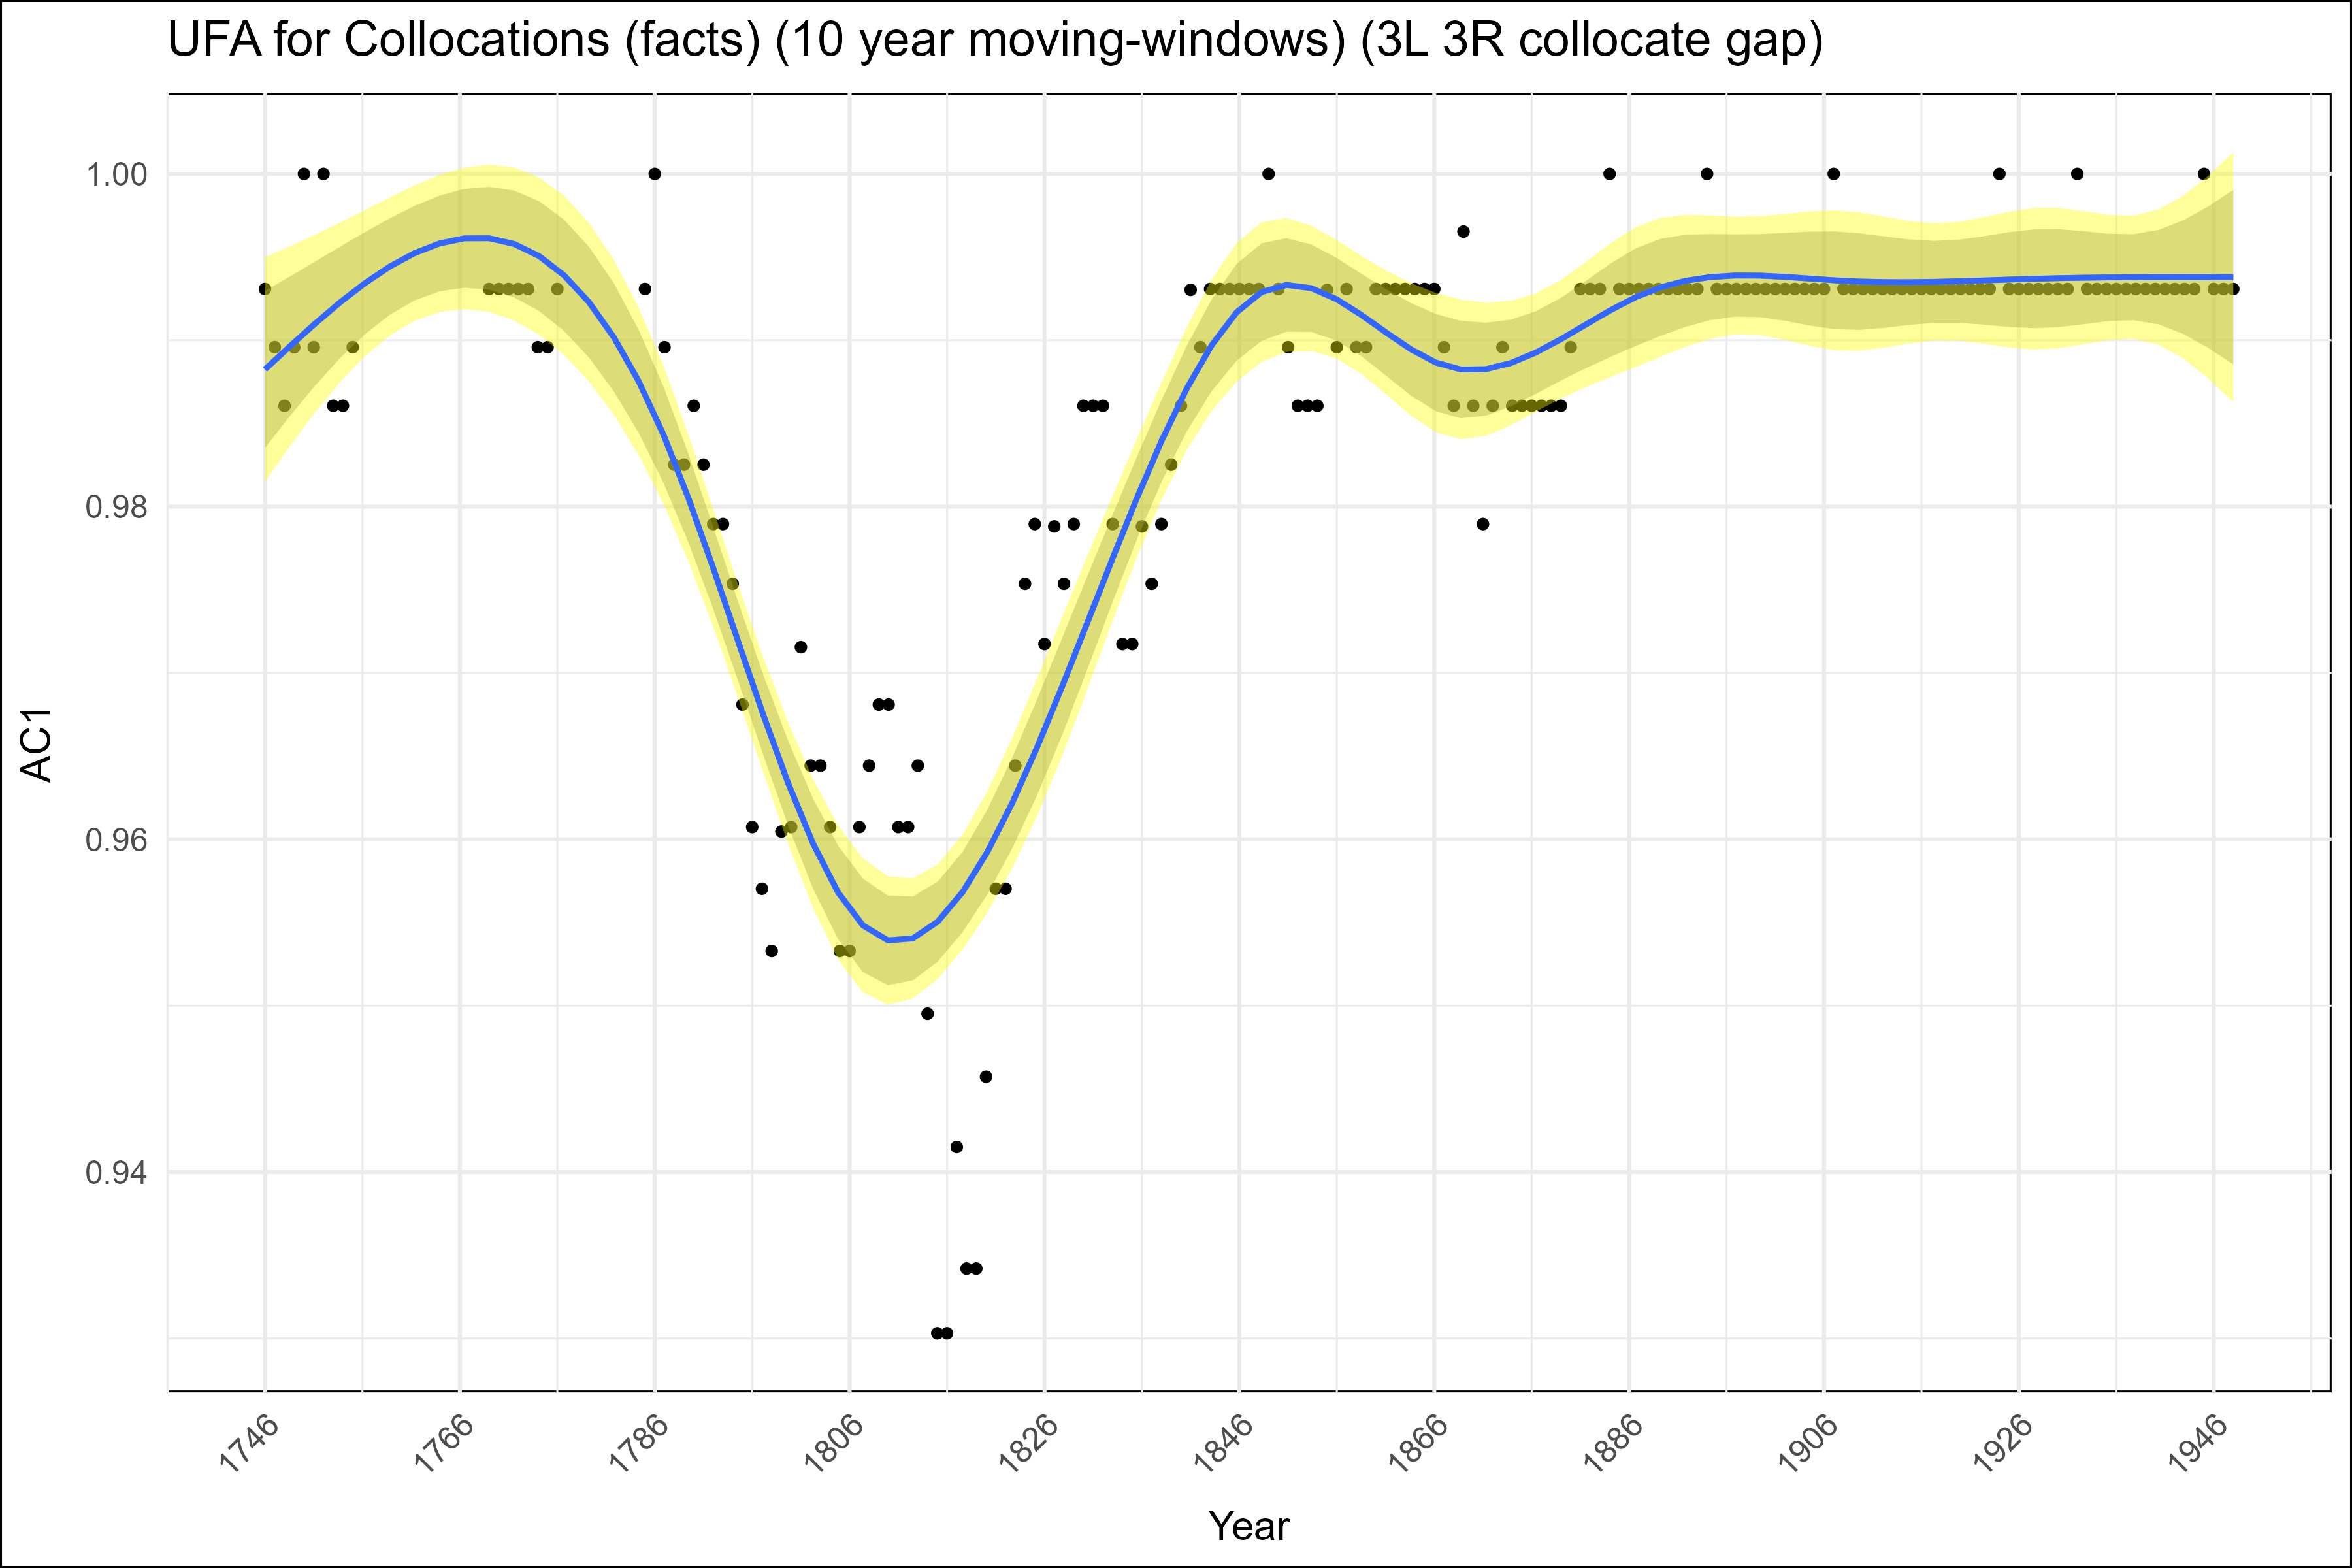 UFA for Collocations (facts) (10 year moving-windows) (3L 3R collocate gap)
1.00
0.98
0.96
0.94
AC1
1746 1766 1786 1806 1826 1846 1866 1886 1906 1926 1946
Year